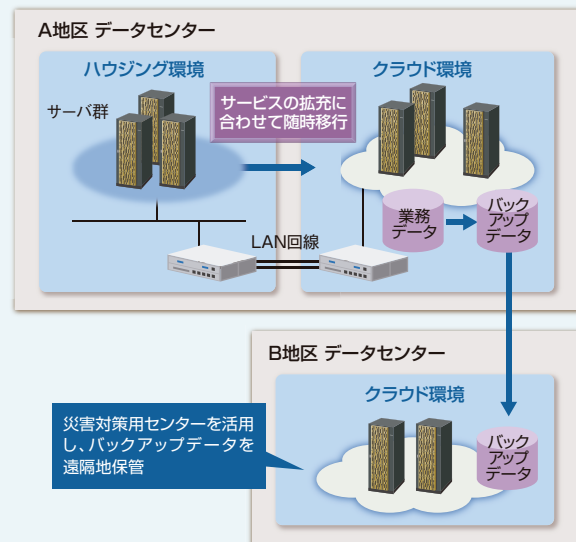 A地区 データセンター
ハウジング環境
クラウド環境
サーバ群
サービスの拡充に
合わせて随時移行
業務
データ
バック
アップ
データ
LAN回線
B地区 データセンター
クラウド環境
災害対策用センターを活用
し、バックアップデータを
遠隔地保管
バック
アップ
データ